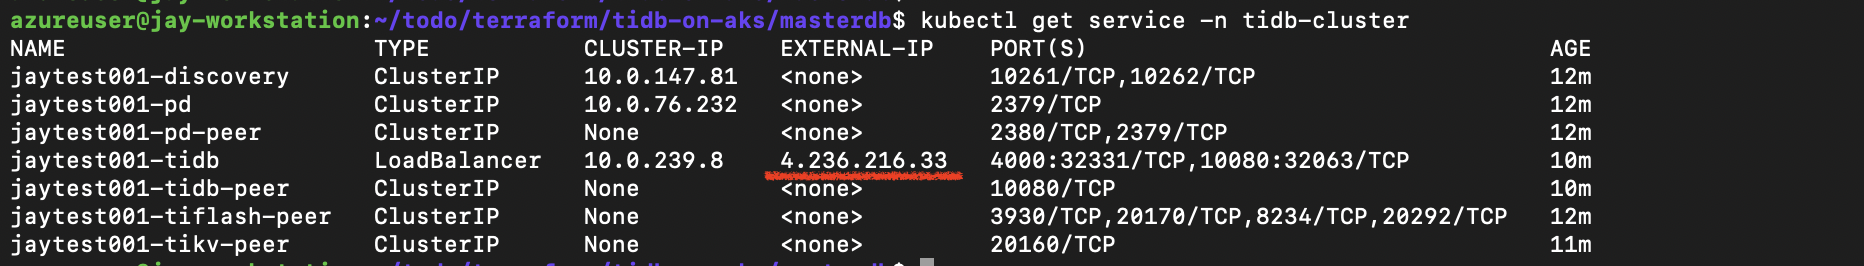 azureuser@jay-workstation:~/todo/terraform/tidb-on-aks/masterdb$ kubectl get service -n tidb-cluster
NAME TYPE CLUSTER-IP EXTERNAL-IP PORT(S) AGE
jaytest001-discovery ClusterIP 10.0.147.81 <none> 10261/TCP,10262/TCP 12m
jaytest001-pd ClusterIP 10.0.76.232 <none> 2379/TCP 12m
jaytest001-pd-peer ClusterIP None <none> 2380/TCP,2379/TCP 12m
jaytest001-tidb LoadBalancer 10.0.239.8 4.236.216.33 4000:32331/TCP,10080:32063/TCP 10m
jaytest001-tidb-peer ClusterIP None <none> 10080/TCP 10m
jaytest001-tiflash-peer ClusterIP None <none> 3930/TCP,20170/TCP,8234/TCP,20292/TCP 12m
jaytest001-tikv-peer ClusterIP None <none> 20160/TCP 11m